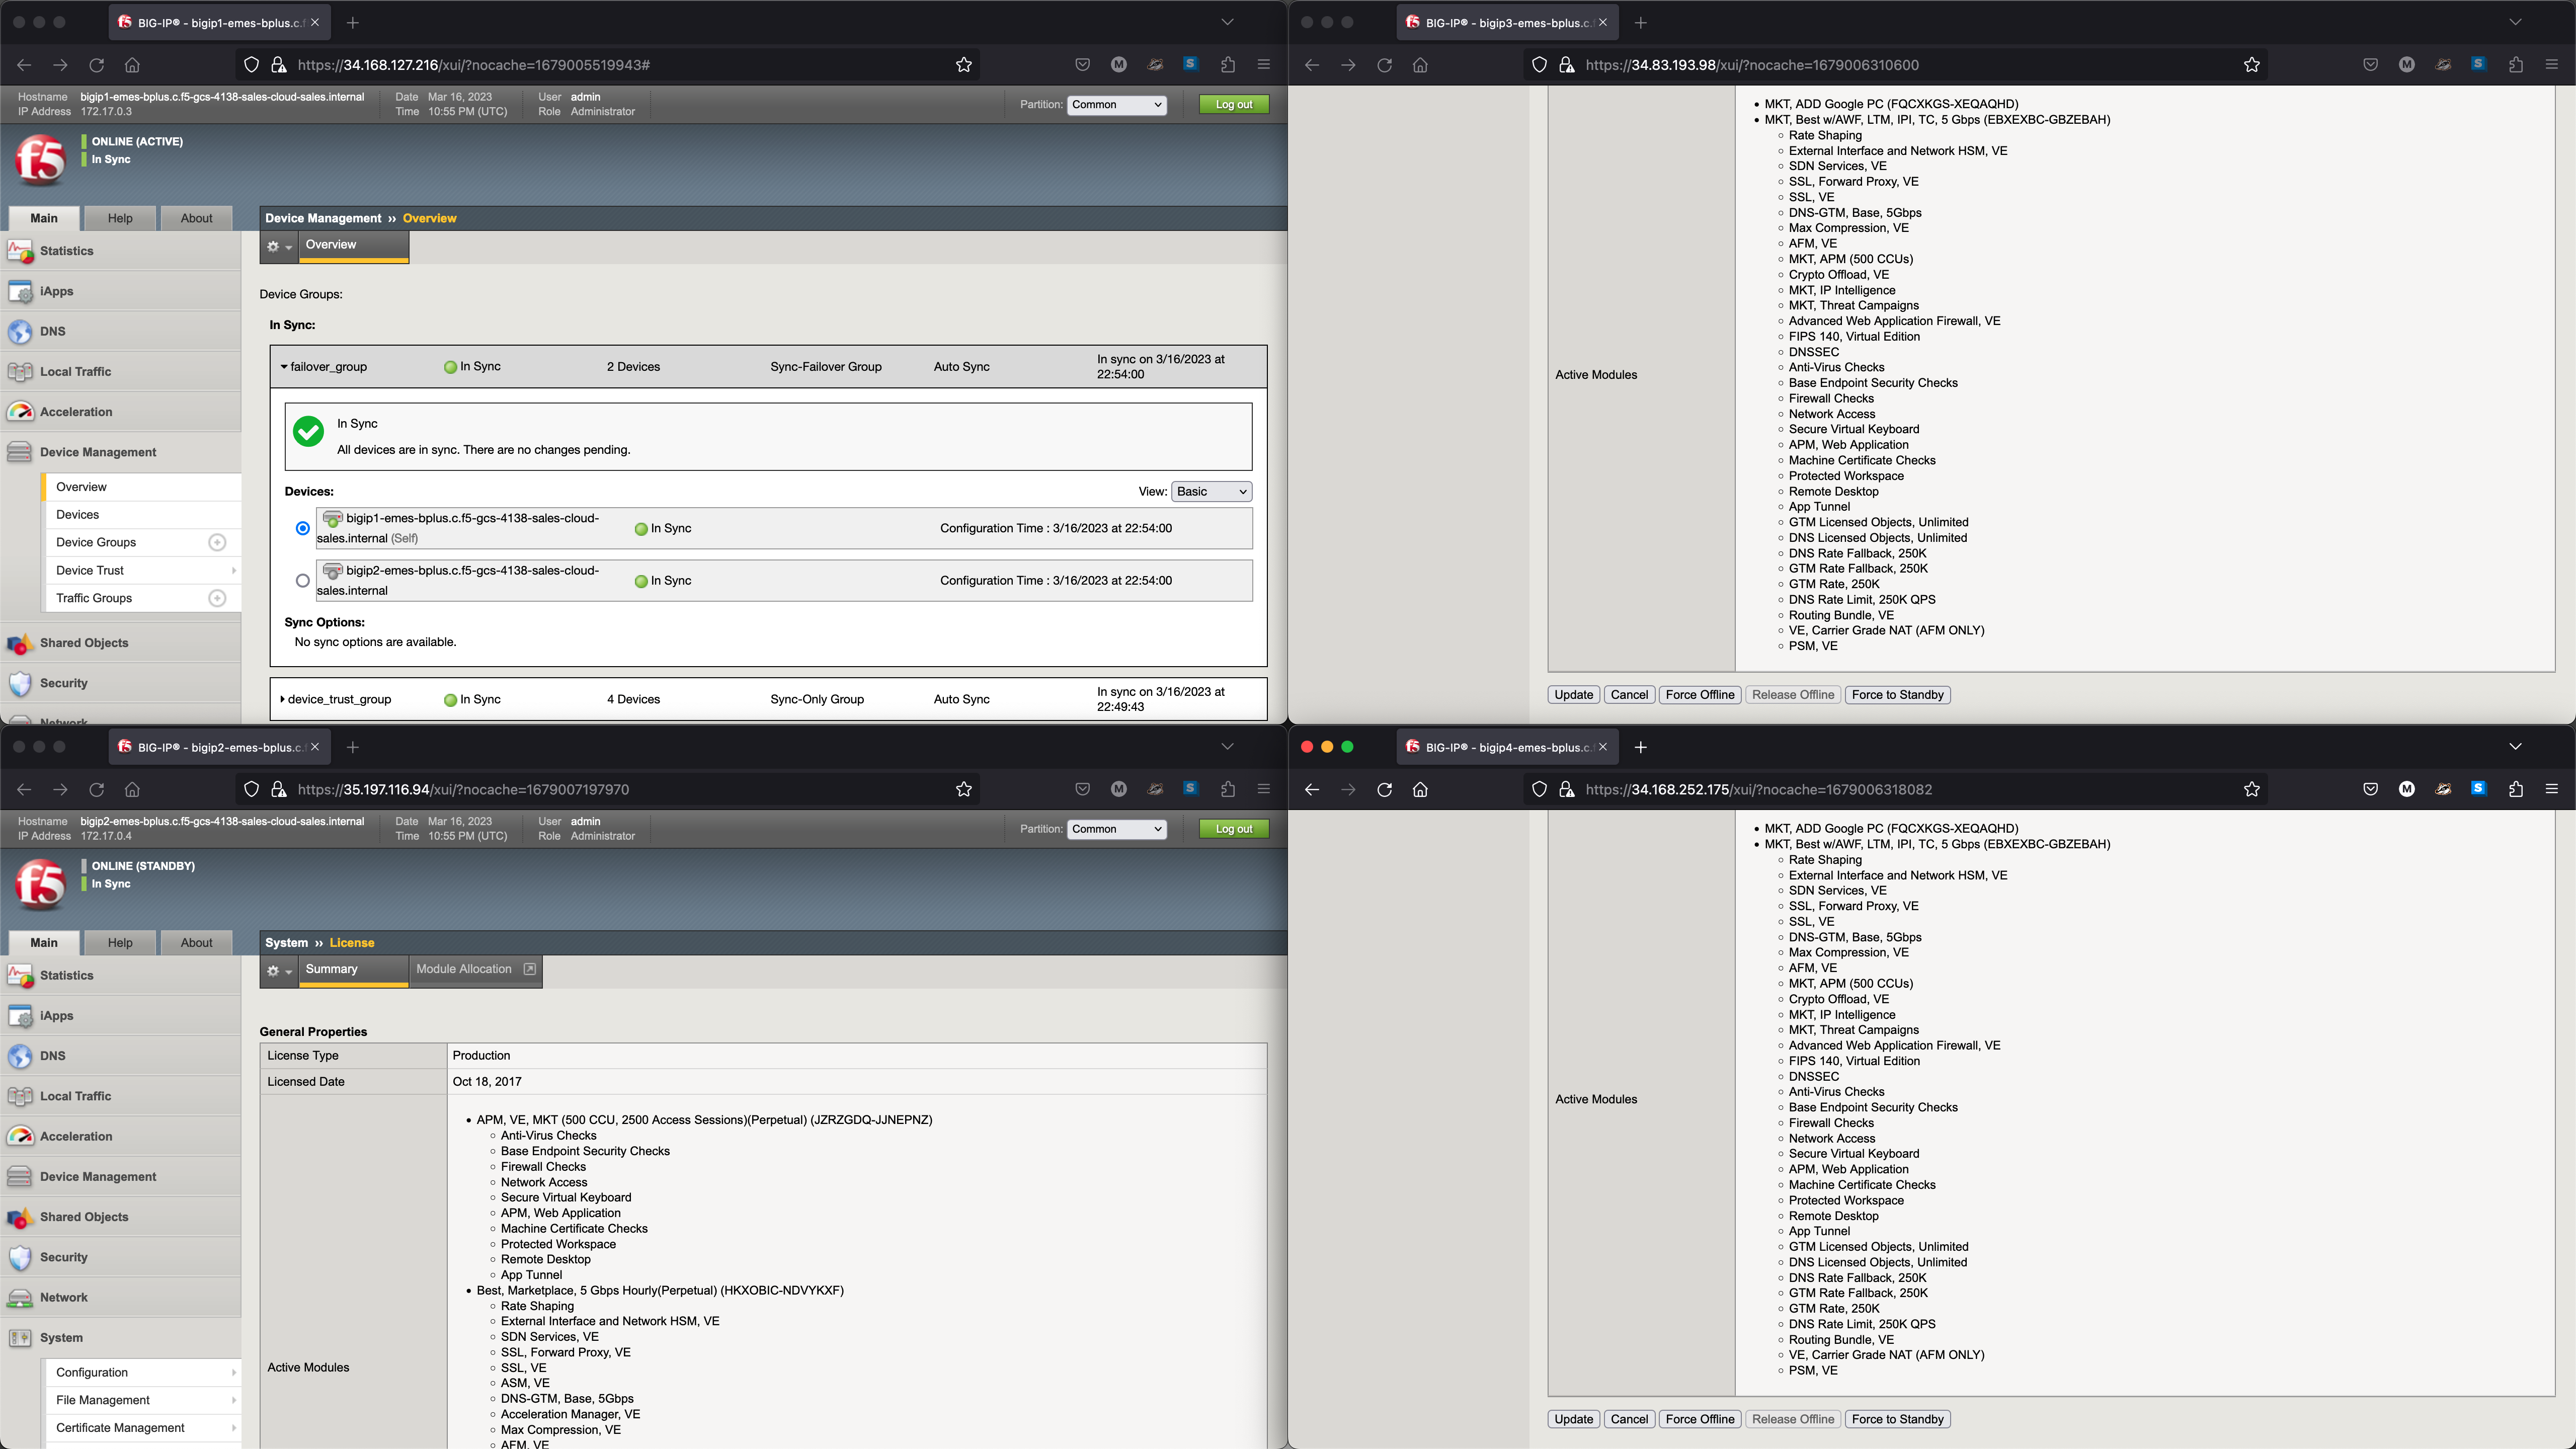 BIG-IP® - bigip1-emes-bplus.c.f
https://34.168.127.216/xui/?nocache=1679005519943#
M
S
Hostname bigip1-emes-bplus.c.f5-gcs-4138-sales-cloud-sales.internal
IP Address 172.17.0.3
Date Mar 16, 2023
Time 10:55 PM (UTC)
User admin
Role Administrator
Partition: Common
Log out
f5
ONLINE (ACTIVE)
In Sync
Main
Help
About
Device Management ›› Overview
Overview
Statistics
iApps
DNS
Local Traffic
Acceleration
Device Management
Overview
Devices
Device Groups
Device Trust
Traffic Groups
Shared Objects
Security
Network
Device Groups:
In Sync:
failover_group In Sync 2 Devices Sync-Failover Group Auto Sync In sync on 3/16/2023 at
22:54:00
In Sync
All devices are in sync. There are no changes pending.
Devices:
View: Basic
bigip1-emes-bplus.c.f5-gcs-4138-sales-cloud-
sales.internal (Self)
In Sync
Configuration Time : 3/16/2023 at 22:54:00
bigip2-emes-bplus.c.f5-gcs-4138-sales-cloud-
sales.internal
In Sync
Configuration Time : 3/16/2023 at 22:54:00
Sync Options:
No sync options are available.
device_trust_group In Sync 4 Devices Sync-Only Group Auto Sync In sync on 3/16/2023 at
22:49:43
BIG-IP® - bigip3-emes-bplus.c.f
https://34.83.193.98/xui/?nocache=1679006310600
M
S
Active Modules
MKT, ADD Google PC (FQCXKGS-XEQAQHD)
MKT, Best w/AWF, LTM, IPI, TC, 5 Gbps (EBXEXBC-GBZEBAH)
Rate Shaping
External Interface and Network HSM, VE
SDN Services, VE
SSL, Forward Proxy, VE
SSL, VE
DNS-GTM, Base, 5Gbps
Max Compression, VE
AFM, VE
MKT, APM (500 CCUs)
Crypto Offload, VE
MKT, IP Intelligence
MKT, Threat Campaigns
Advanced Web Application Firewall, VE
FIPS 140, Virtual Edition
DNSSEC
Anti-Virus Checks
Base Endpoint Security Checks
Firewall Checks
Network Access
Secure Virtual Keyboard
APM, Web Application
Machine Certificate Checks
Protected Workspace
Remote Desktop
App Tunnel
GTM Licensed Objects, Unlimited
DNS Licensed Objects, Unlimited
DNS Rate Fallback, 250K
GTM Rate Fallback, 250K
GTM Rate, 250K
DNS Rate Limit, 250K QPS
Routing Bundle, VE
VE, Carrier Grade NAT (AFM ONLY)
PSM, VE
Update Cancel Force Offline Release Offline Force to Standby
BIG-IP® - bigip2-emes-bplus.c.f
https://35.197.116.94/xui/?nocache=1679007197970
M
S
Hostname bigip2-emes-bplus.c.f5-gcs-4138-sales-cloud-sales.internal
IP Address 172.17.0.4
Date Mar 16, 2023
Time 10:55 PM (UTC)
User admin
Role Administrator
Partition: Common
Log out
f5
ONLINE (STANDBY)
In Sync
Main
Help
About
System ›› License
Summary
Module Allocation
Statistics
iApps
DNS
Local Traffic
Acceleration
Device Management
Shared Objects
Security
Network
System
Configuration
File Management
Certificate Management
General Properties
License Type Production
Licensed Date Oct 18, 2017
Active Modules
APM, VE, MKT (500 CCU, 2500 Access Sessions)(Perpetual) (JZRZGDQ-JJNEPNZ)
Anti-Virus Checks
Base Endpoint Security Checks
Firewall Checks
Network Access
Secure Virtual Keyboard
APM, Web Application
Machine Certificate Checks
Protected Workspace
Remote Desktop
App Tunnel
Best, Marketplace, 5 Gbps Hourly(Perpetual) (HKXOBIC-NDVYKXF)
Rate Shaping
External Interface and Network HSM, VE
SDN Services, VE
SSL, Forward Proxy, VE
SSL, VE
ASM, VE
DNS-GTM, Base, 5Gbps
Acceleration Manager, VE
Max Compression, VE
AFM, VE
BIG-IP® - bigip4-emes-bplus.c.f
https://34.168.252.175/xui/?nocache=1679006318082
M
S
Active Modules
MKT, ADD Google PC (FQCXKGS-XEQAQHD)
MKT, Best w/AWF, LTM, IPI, TC, 5 Gbps (EBXEXBC-GBZEBAH)
Rate Shaping
External Interface and Network HSM, VE
SDN Services, VE
SSL, Forward Proxy, VE
SSL, VE
DNS-GTM, Base, 5Gbps
Max Compression, VE
AFM, VE
MKT, APM (500 CCUs)
Crypto Offload, VE
MKT, IP Intelligence
MKT, Threat Campaigns
Advanced Web Application Firewall, VE
FIPS 140, Virtual Edition
DNSSEC
Anti-Virus Checks
Base Endpoint Security Checks
Firewall Checks
Network Access
Secure Virtual Keyboard
APM, Web Application
Machine Certificate Checks
Protected Workspace
Remote Desktop
App Tunnel
GTM Licensed Objects, Unlimited
DNS Licensed Objects, Unlimited
DNS Rate Fallback, 250K
GTM Rate Fallback, 250K
GTM Rate, 250K
DNS Rate Limit, 250K QPS
Routing Bundle, VE
VE, Carrier Grade NAT (AFM ONLY)
PSM, VE
Update Cancel Force Offline Release Offline Force to Standby